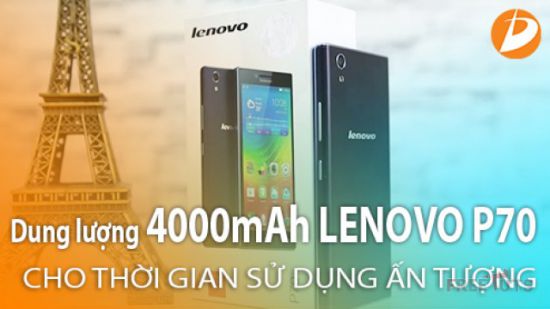 lenovo
lenovo
Dung lượng 4000mAh LENOVO P70
CHO THỜI GIAN SỬ DỤNG ẤN TƯỢNG